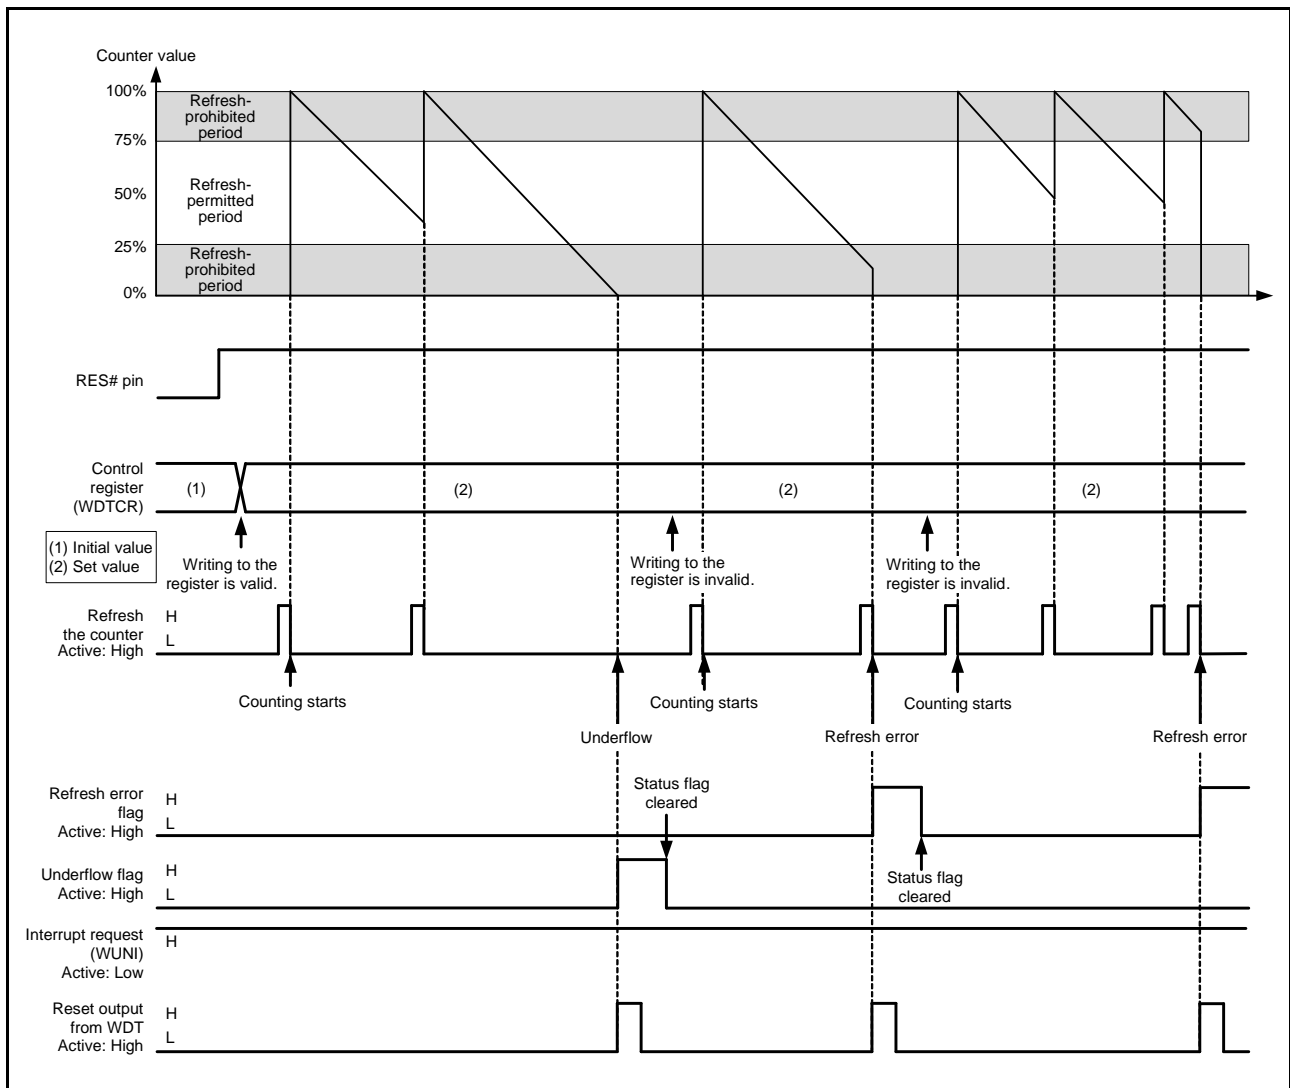 Counter value
100%
Refresh-
prohibited
period
75%
50%
Refresh-
permitted
period
25%
Refresh-
prohibited
period
0%
RES# pin
Control
register
(WDTCR)
(1)
(2)
(2)
(2)
(1) Initial value
(2) Set value
Writing to the
register is valid.
Writing to the
register is invalid.
Writing to the
register is invalid.
Refresh
the counter
Active: High
H
L
Counting starts
Counting starts
Counting starts
Underflow
Refresh error
Refresh error
Refresh error
flag
Active: High
H
L
Status flag
cleared
Underflow flag
Active: High
H
L
Status flag
cleared
Interrupt request
(WUNI)
Active: Low
H
Reset output
from WDT
Active: High
H
L